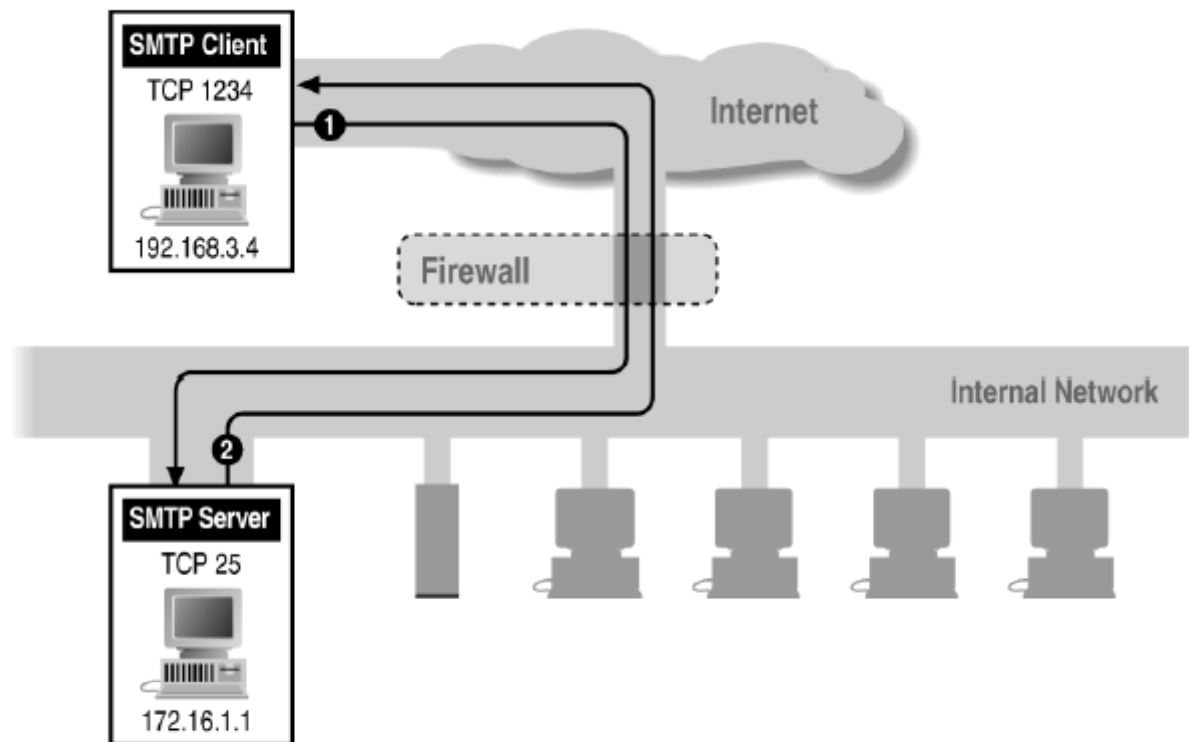 SMTP Client
TCP 1234
192.168.3.4
1
Internet
Firewall
Internal Network
2
SMTP Server
TCP 25
172.16.1.1